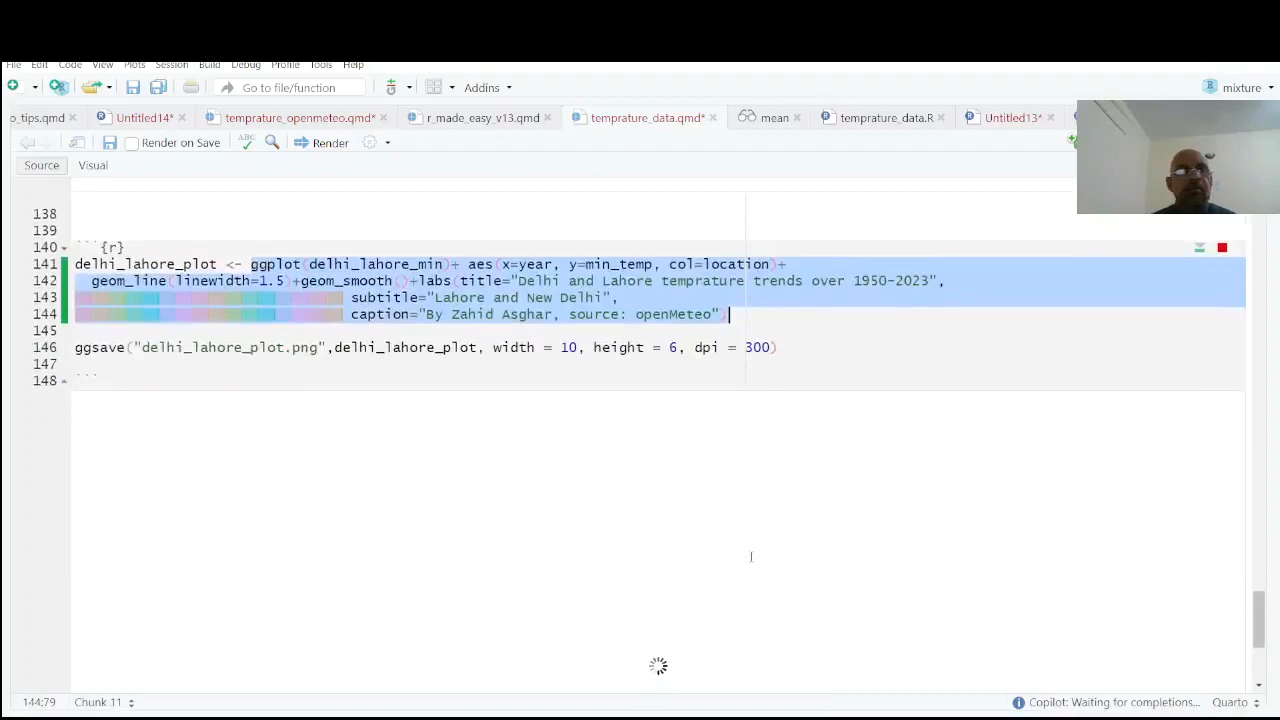 File Edit Code View Plots Session Build Debug Profile Tools Help
Go to file/function Addins mixture
o_tips.qmd Untitled14* temprature_openmeteo.qmd* r_made_easy_v13.qmd temprature_data.qmd* mean temprature_data.R Untitled13*
Render on Save ABC Render
Source Visual
138
139
140 ```{r}
141 delhi_lahore_plot <- ggplot(delhi_lahore_min)+ aes(x=year, y=min_temp, col=location)+
142 geom_line(linewidth=1.5)+geom_smooth()+labs(title="Delhi and Lahore temprature trends over 1950-2023",
143 subtitle="Lahore and New Delhi",
144 caption="By Zahid Asghar, source: openMeteo")
145
146 ggsave("delhi_lahore_plot.png",delhi_lahore_plot, width = 10, height = 6, dpi = 300)
147
148 ```
144:79 Chunk 11 Copilot: Waiting for completions... Quarto